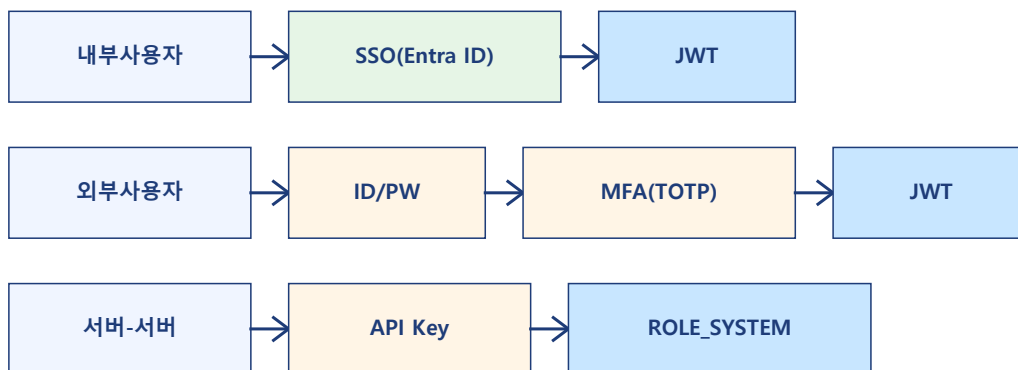 내부사용자
SSO(Entra ID)
JWT
외부사용자
ID/PW
MFA(TOTP)
JWT
서버-서버
API Key
ROLE_SYSTEM